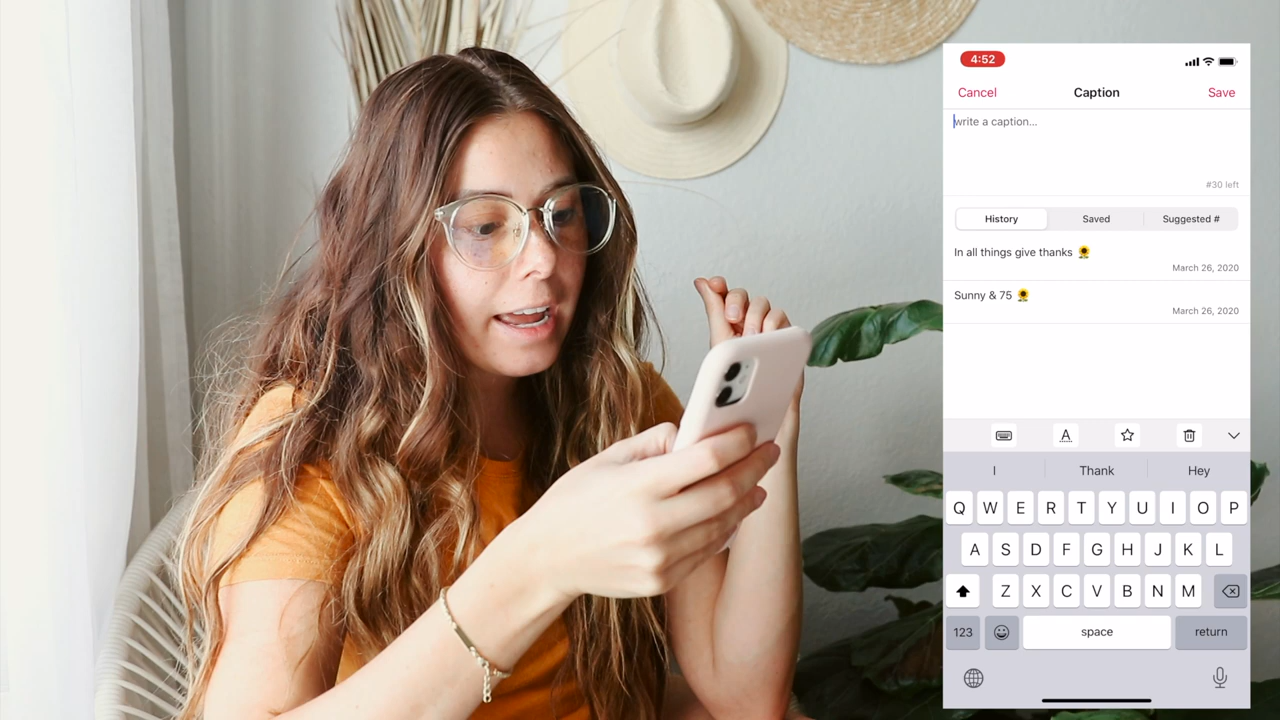 4:52
Cancel Caption Save
write a caption...
#30 left
History Saved Suggested #
In all things give thanks 🌻
March 26, 2020
Sunny & 75 🌻
March 26, 2020
A
I Thank Hey
Q W E R T Y U I O P
A S D F G H J K L
Z X C V B N M
123 space return